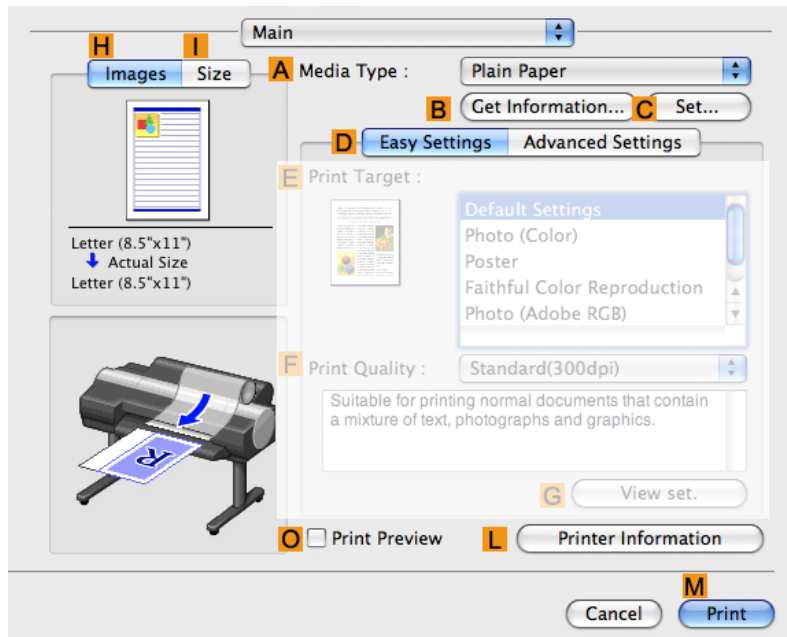 Main
H
I
Images Size
A Media Type : Plain Paper
B Get Information... C Set...
D Easy Settings Advanced Settings
E Print Target :
Default Settings
Photo (Color)
Poster
Faithful Color Reproduction
Photo (Adobe RGB)
Letter (8.5"x11")
Actual Size
Letter (8.5"x11")
F Print Quality : Standard(300dpi)
Suitable for printing normal documents that contain
a mixture of text, photographs and graphics.
R
G View set.
O Print Preview L Printer Information
M
Cancel Print